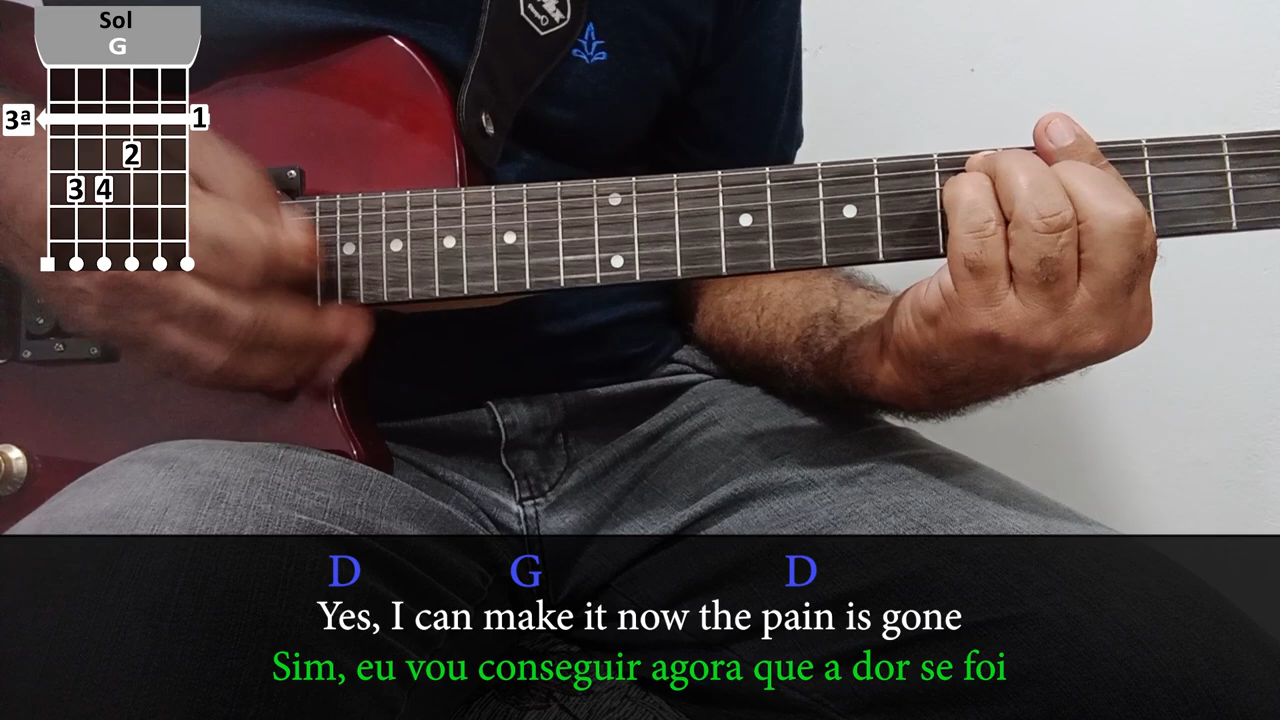 Sol
G
3ª
1
2
3 4
D G D
Yes, I can make it now the pain is gone
Sim, eu vou conseguir agora que a dor se foi